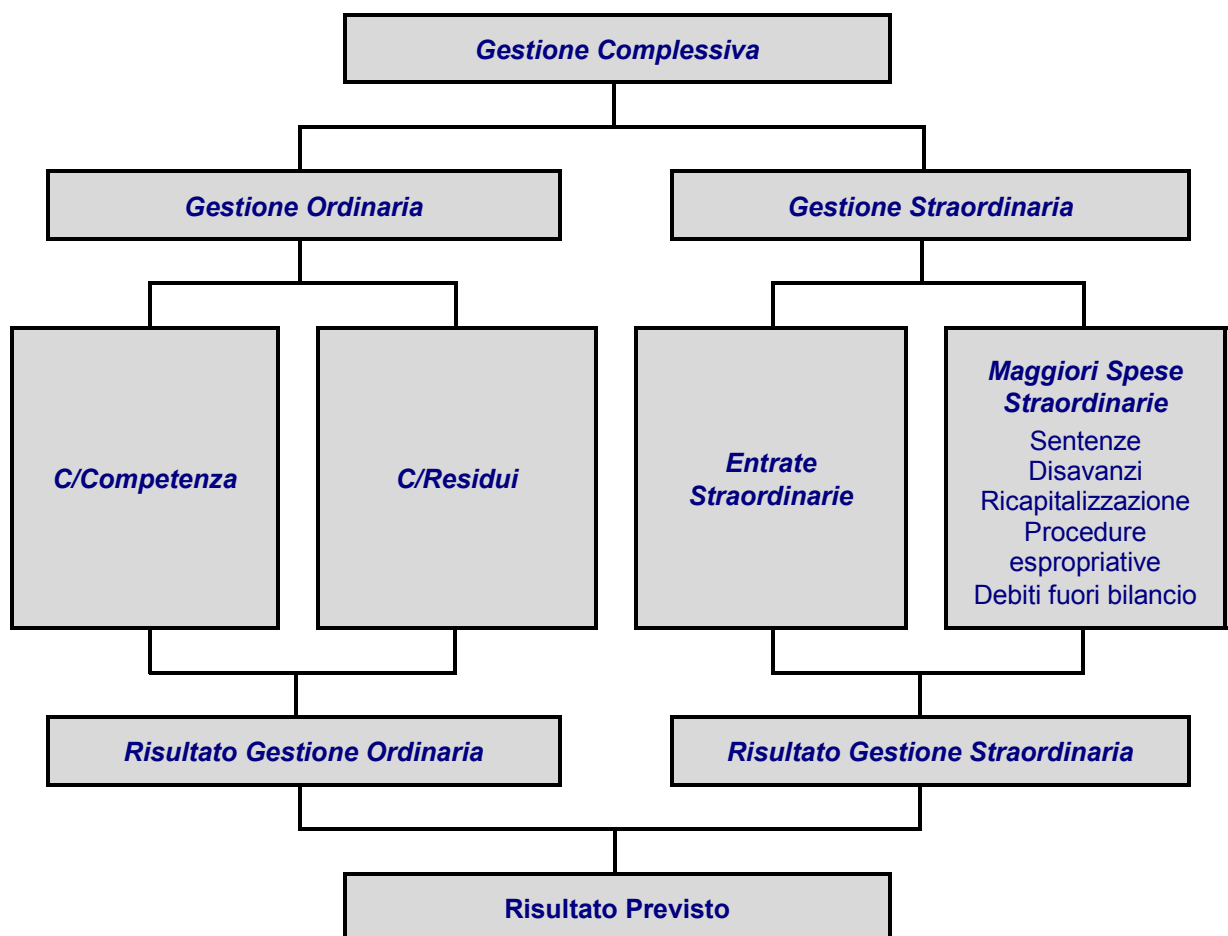 Gestione Complessiva
Gestione Ordinaria
Gestione Straordinaria
C/Competenza
C/Residui
Entrate
Straordinarie
Maggiori Spese
Straordinarie
Sentenze
Disavanzi
Ricapitalizzazione
Procedure
espropriative
Debiti fuori bilancio
Risultato Gestione Ordinaria
Risultato Gestione Straordinaria
Risultato Previsto